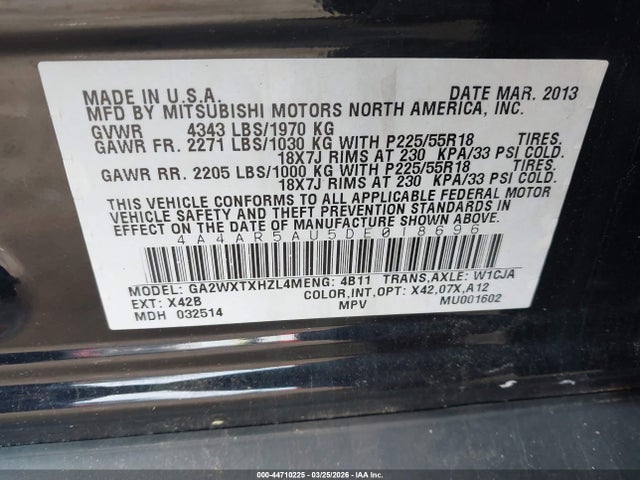 MADE IN U.S.A. DATE MAR. 2013
MFD BY MITSUBISHI MOTORS NORTH AMERICA, INC.
GVWR 4343 LBS/1970 KG
GAWR FR. 2271 LBS/1030 KG WITH P225/55R18 TIRES.
18X7J RIMS AT 230 KPA/33 PSI COLD.
GAWR RR. 2205 LBS/1000 KG WITH P225/55R18 TIRES.
18X7J RIMS AT 230 KPA/33 PSI COLD.
THIS VEHICLE CONFORMS TO ALL APPLICABLE FEDERAL MOTOR
VEHICLE SAFETY AND THEFT PREVENTION STANDARDS IN
EFFECT ON THE DATE OF MANUFACTURE SHOWN ABOVE.
4A4AR5AU5DE018696
MODEL: GA2WXTXHZL4M ENG: 4B11 TRANS,AXLE: W1CJA
EXT: X42B COLOR,INT,OPT: X42,07X,A12
MDH 032514 MPV MU001602
000-44710225 - 03/25/2026 - IAA Inc.